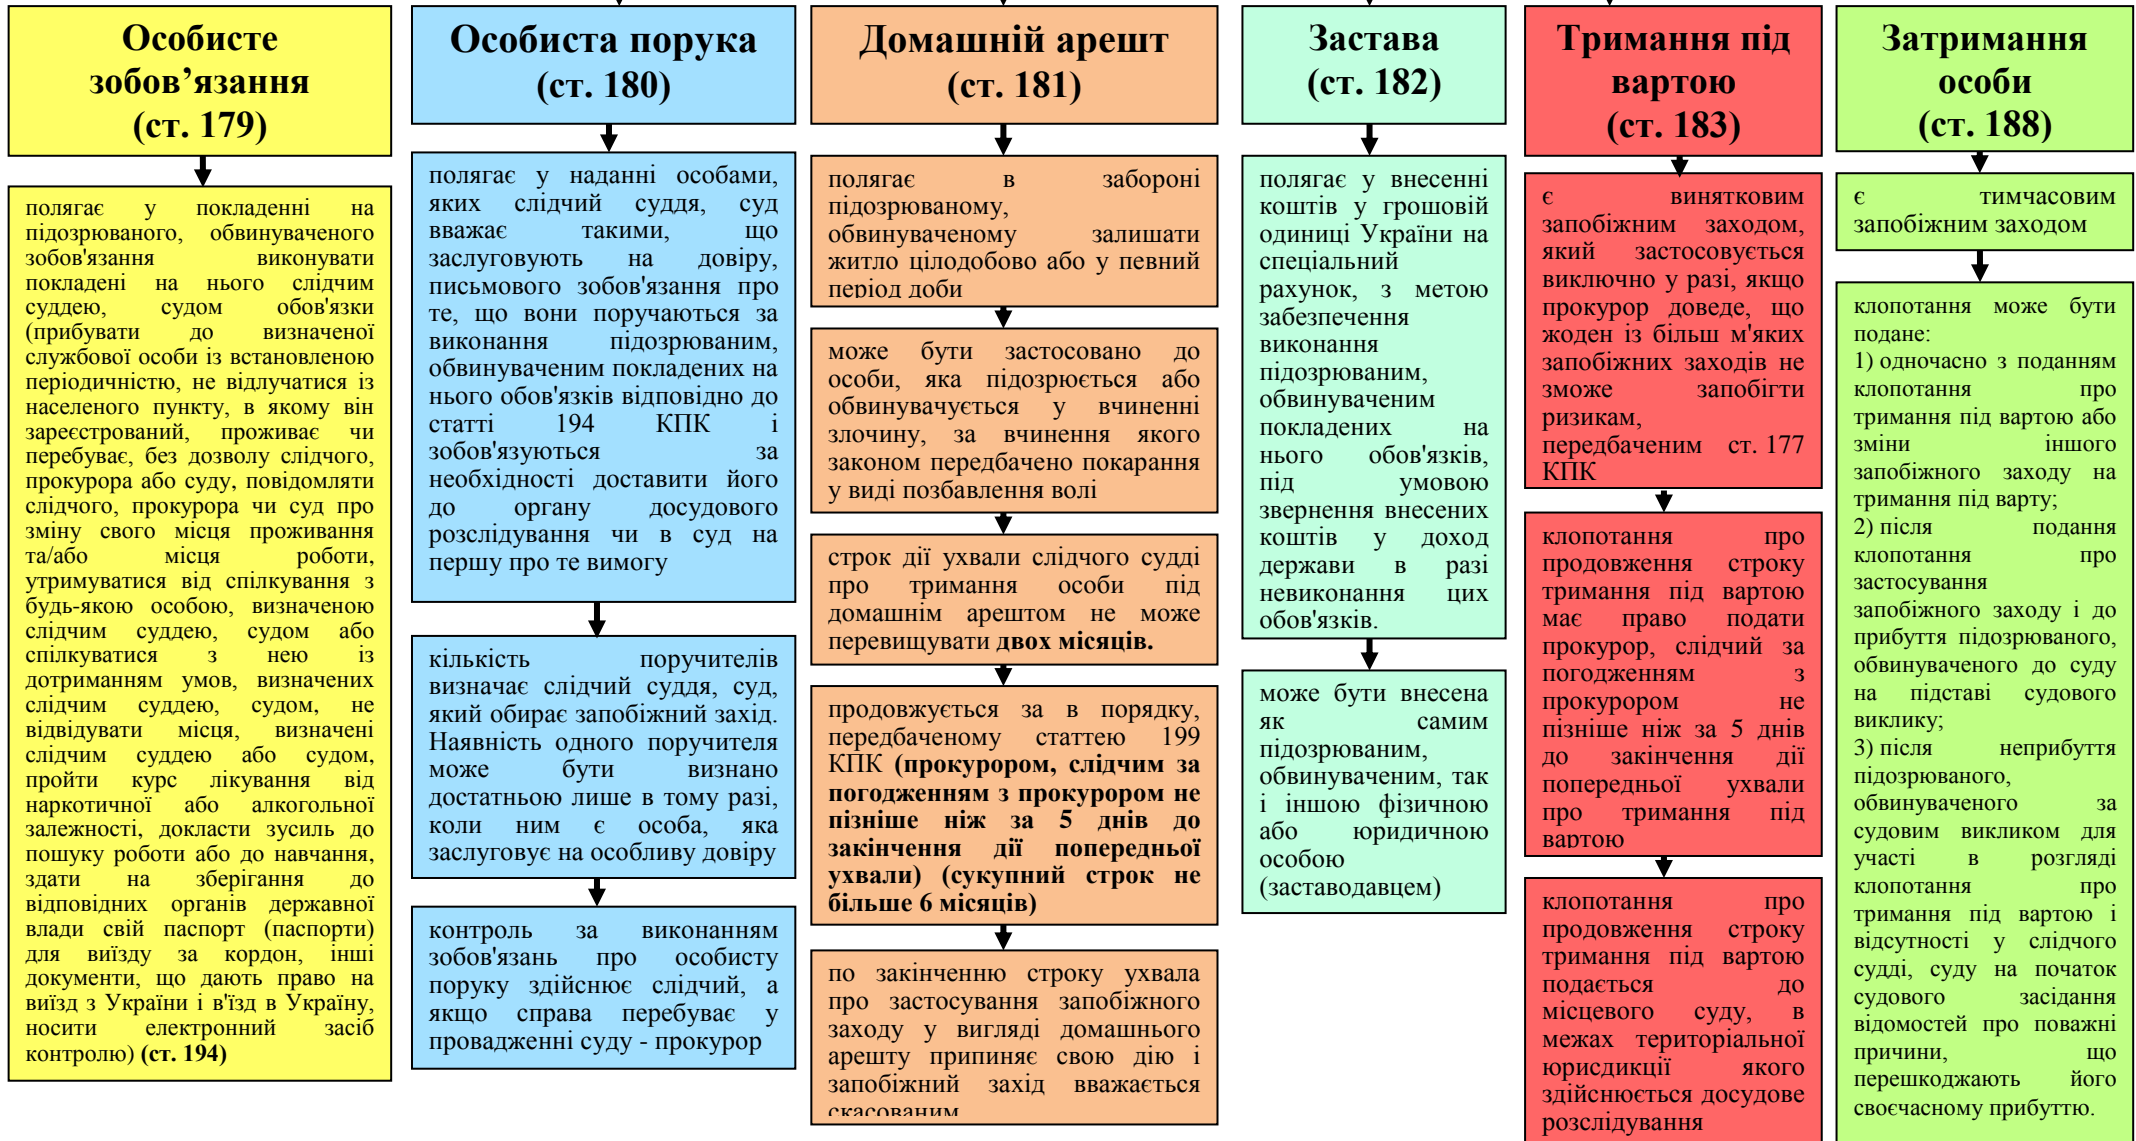 Особисте
зобов’язання
(ст. 179)
полягає у покладенні на
підозрюваного, обвинуваченого
зобов'язання виконувати
покладені на нього слідчим
суддею, судом обов'язки
(прибувати до визначеної
службової особи із встановленою
періодичністю, не відлучатися із
населеного пункту, в якому він
зареєстрований, проживає чи
перебуває, без дозволу слідчого,
прокурора або суду, повідомляти
слідчого, прокурора чи суд про
зміну свого місця проживання
та/або місця роботи,
утримуватися від спілкування з
будь-якою особою, визначеною
слідчим суддею, судом або
спілкуватися з нею із
дотриманням умов, визначених
слідчим суддею, судом, не
відвідувати місця, визначені
слідчим суддею або судом,
пройти курс лікування від
наркотичної або алкогольної
залежності, докласти зусиль до
пошуку роботи або до навчання,
здати на зберігання до
відповідних органів державної
влади свій паспорт (паспорти)
для виїзду за кордон, інші
документи, що дають право на
виїзд з України і в'їзд в Україну,
носити електронний засіб
контролю) (ст. 194)
Особиста порука
(ст. 180)
полягає у наданні особами,
яких слідчий суддя, суд
вважає такими, що
заслуговують на довіру,
письмового зобов'язання про
те, що вони поручаються за
виконання підозрюваним,
обвинуваченим покладених на
нього обов'язків відповідно до
статті 194 КПК і
зобов'язуються за
необхідності доставити його
до органу досудового
розслідування чи в суд на
першу про те вимогу
кількість поручителів
визначає слідчий суддя, суд,
який обирає запобіжний захід.
Наявність одного поручителя
може бути визнано
достатньою лише в тому разі,
коли ним є особа, яка
заслуговує на особливу довіру
контроль за виконанням
зобов'язань про особисту
поруку здійснює слідчий, а
якщо справа перебуває у
провадженні суду - прокурор
Домашній арешт
(ст. 181)
полягає в забороні
підозрюваному,
обвинуваченому залишати
житло цілодобово або у певний
період доби
може бути застосовано до
особи, яка підозрюється або
обвинувачується у вчиненні
злочину, за вчинення якого
законом передбачено покарання
у виді позбавлення волі
строк дії ухвали слідчого судді
про тримання особи під
домашнім арештом не може
перевищувати двох місяців.
продовжується за в порядку,
передбаченому статтею 199
КПК (прокурором, слідчим за
погодженням з прокурором не
пізніше ніж за 5 днів до
закінчення дії попередньої
ухвали) (сукупний строк не
більше 6 місяців)
по закінченню строку ухвала
про застосування запобіжного
заходу у вигляді домашнього
арешту припиняє свою дію і
запобіжний захід вважається
скасованим
Застава
(ст. 182)
полягає у внесенні
коштів у грошовій
одиниці України на
спеціальний
рахунок, з метою
забезпечення
виконання
підозрюваним,
обвинуваченим
покладених на
нього обов'язків,
під умовою
звернення внесених
коштів у доход
держави в разі
невиконання цих
обов'язків.
може бути внесена
як самим
підозрюваним,
обвинуваченим, так
і іншою фізичною
або юридичною
особою
(заставодавцем)
Тримання під
вартою
(ст. 183)
є винятковим
запобіжним заходом,
який застосовується
виключно у разі, якщо
прокурор доведе, що
жоден із більш м'яких
запобіжних заходів не
зможе запобігти
ризикам,
передбаченим ст. 177
КПК
клопотання про
продовження строку
тримання під вартою
має право подати
прокурор, слідчий за
погодженням з
прокурором не
пізніше ніж за 5 днів
до закінчення дії
попередньої ухвали
про тримання під
вартою
клопотання про
продовження строку
тримання під вартою
подається до
місцевого суду, в
межах територіальної
юрисдикції якого
здійснюється досудове
розслідування
Затримання
особи
(ст. 188)
є тимчасовим
запобіжним заходом
клопотання може бути
подане:
1) одночасно з поданням
клопотання про
тримання під вартою або
зміни іншого
запобіжного заходу на
тримання під варту;
2) після подання
клопотання про
застосування
запобіжного заходу і до
прибуття підозрюваного,
обвинуваченого до суду
на підставі судового
виклику;
3) після неприбуття
підозрюваного,
обвинуваченого за
судовим викликом для
участі в розгляді
клопотання про
тримання під вартою і
відсутності у слідчого
судді, суду на початок
судового засідання
відомостей про поважні
причини, що
перешкоджають його
своєчасному прибуттю.